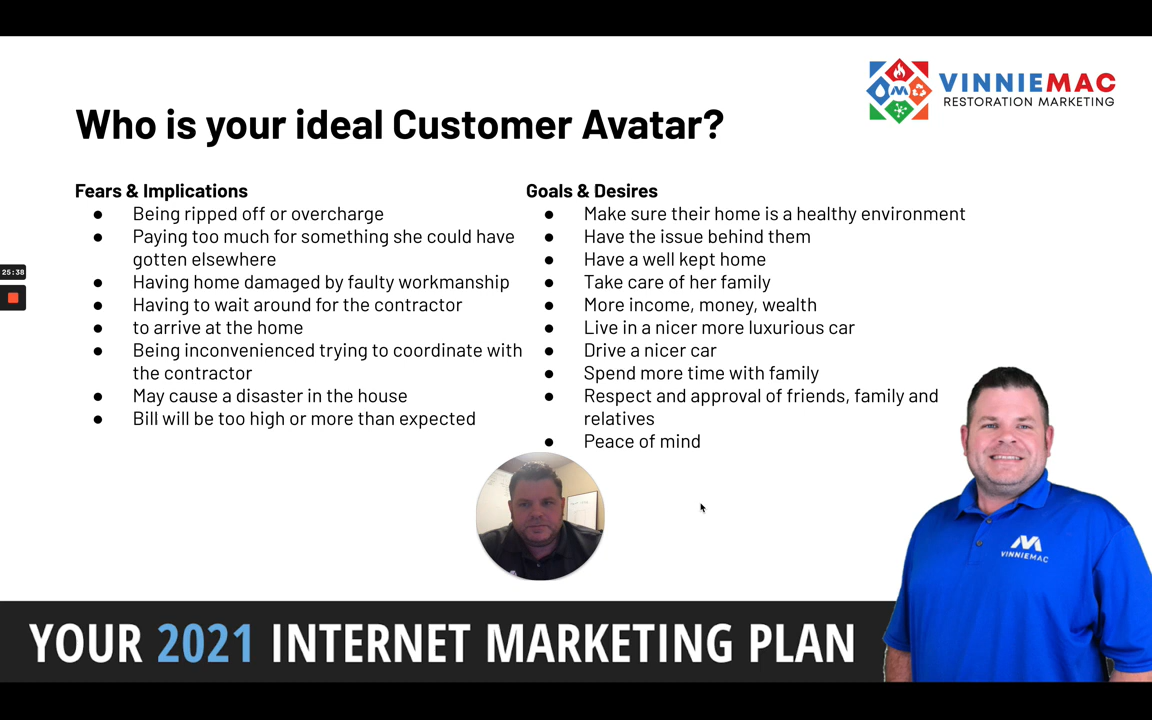 VINNIEMAC
RESTORATION MARKETING
Who is your ideal Customer Avatar?
Fears & Implications
● Being ripped off or overcharge
● Paying too much for something she could have
gotten elsewhere
● Having home damaged by faulty workmanship
● Having to wait around for the contractor
● to arrive at the home
● Being inconvenienced trying to coordinate with
the contractor
● May cause a disaster in the house
● Bill will be too high or more than expected
Goals & Desires
● Make sure their home is a healthy environment
● Have the issue behind them
● Have a well kept home
● Take care of her family
● More income, money, wealth
● Live in a nicer more luxurious car
● Drive a nicer car
● Spend more time with family
● Respect and approval of friends, family and
relatives
● Peace of mind
25:38
VINNIEMAC
YOUR 2021 INTERNET MARKETING PLAN